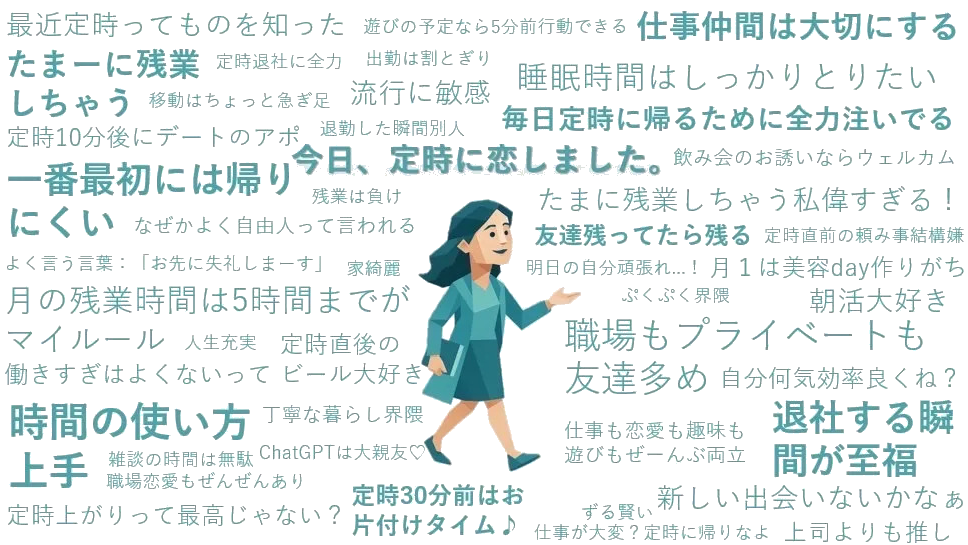 最近定時ってものを知った
遊びの予定なら5分前行動できる
仕事仲間は大切にする
たまーに残業
しちゃう
定時退社に全力
出勤は割とぎり
睡眠時間はしっかりとりたい
移動はちょっと急ぎ足
流行に敏感
毎日定時に帰るために全力注いでる
定時10分後にデートのアポ
退勤した瞬間別人
今日、定時に恋しました。
飲み会のお誘いならウェルカム
一番最初には帰り
にくい
残業は負け
たまに残業しちゃう私偉すぎる！
なぜかよく自由人って言われる
友達残ってたら残る
定時直前の頼み事結構嫌
よく言う言葉：「お先に失礼しまーす」
家綺麗
明日の自分頑張れ...！
月１は美容day作りがち
月の残業時間は5時間までが
マイルール
ぷくぷく界隈
朝活大好き
人生充実
定時直後の
ビール大好き
職場もプライベートも
友達多め
働きすぎはよくないって
自分何気効率良くね？
時間の使い方
上手
丁寧な暮らし界隈
退社する瞬
間が至福
仕事も恋愛も趣味も
遊びもぜーんぶ両立
雑談の時間は無駄
ChatGPTは大親友♡
職場恋愛もぜんぜんあり
定時30分前はお
片付けタイム♪
定時上がりって最高じゃない？
ずる賢い
新しい出会いないかなぁ
仕事が大変？定時に帰りなよ
上司よりも推し